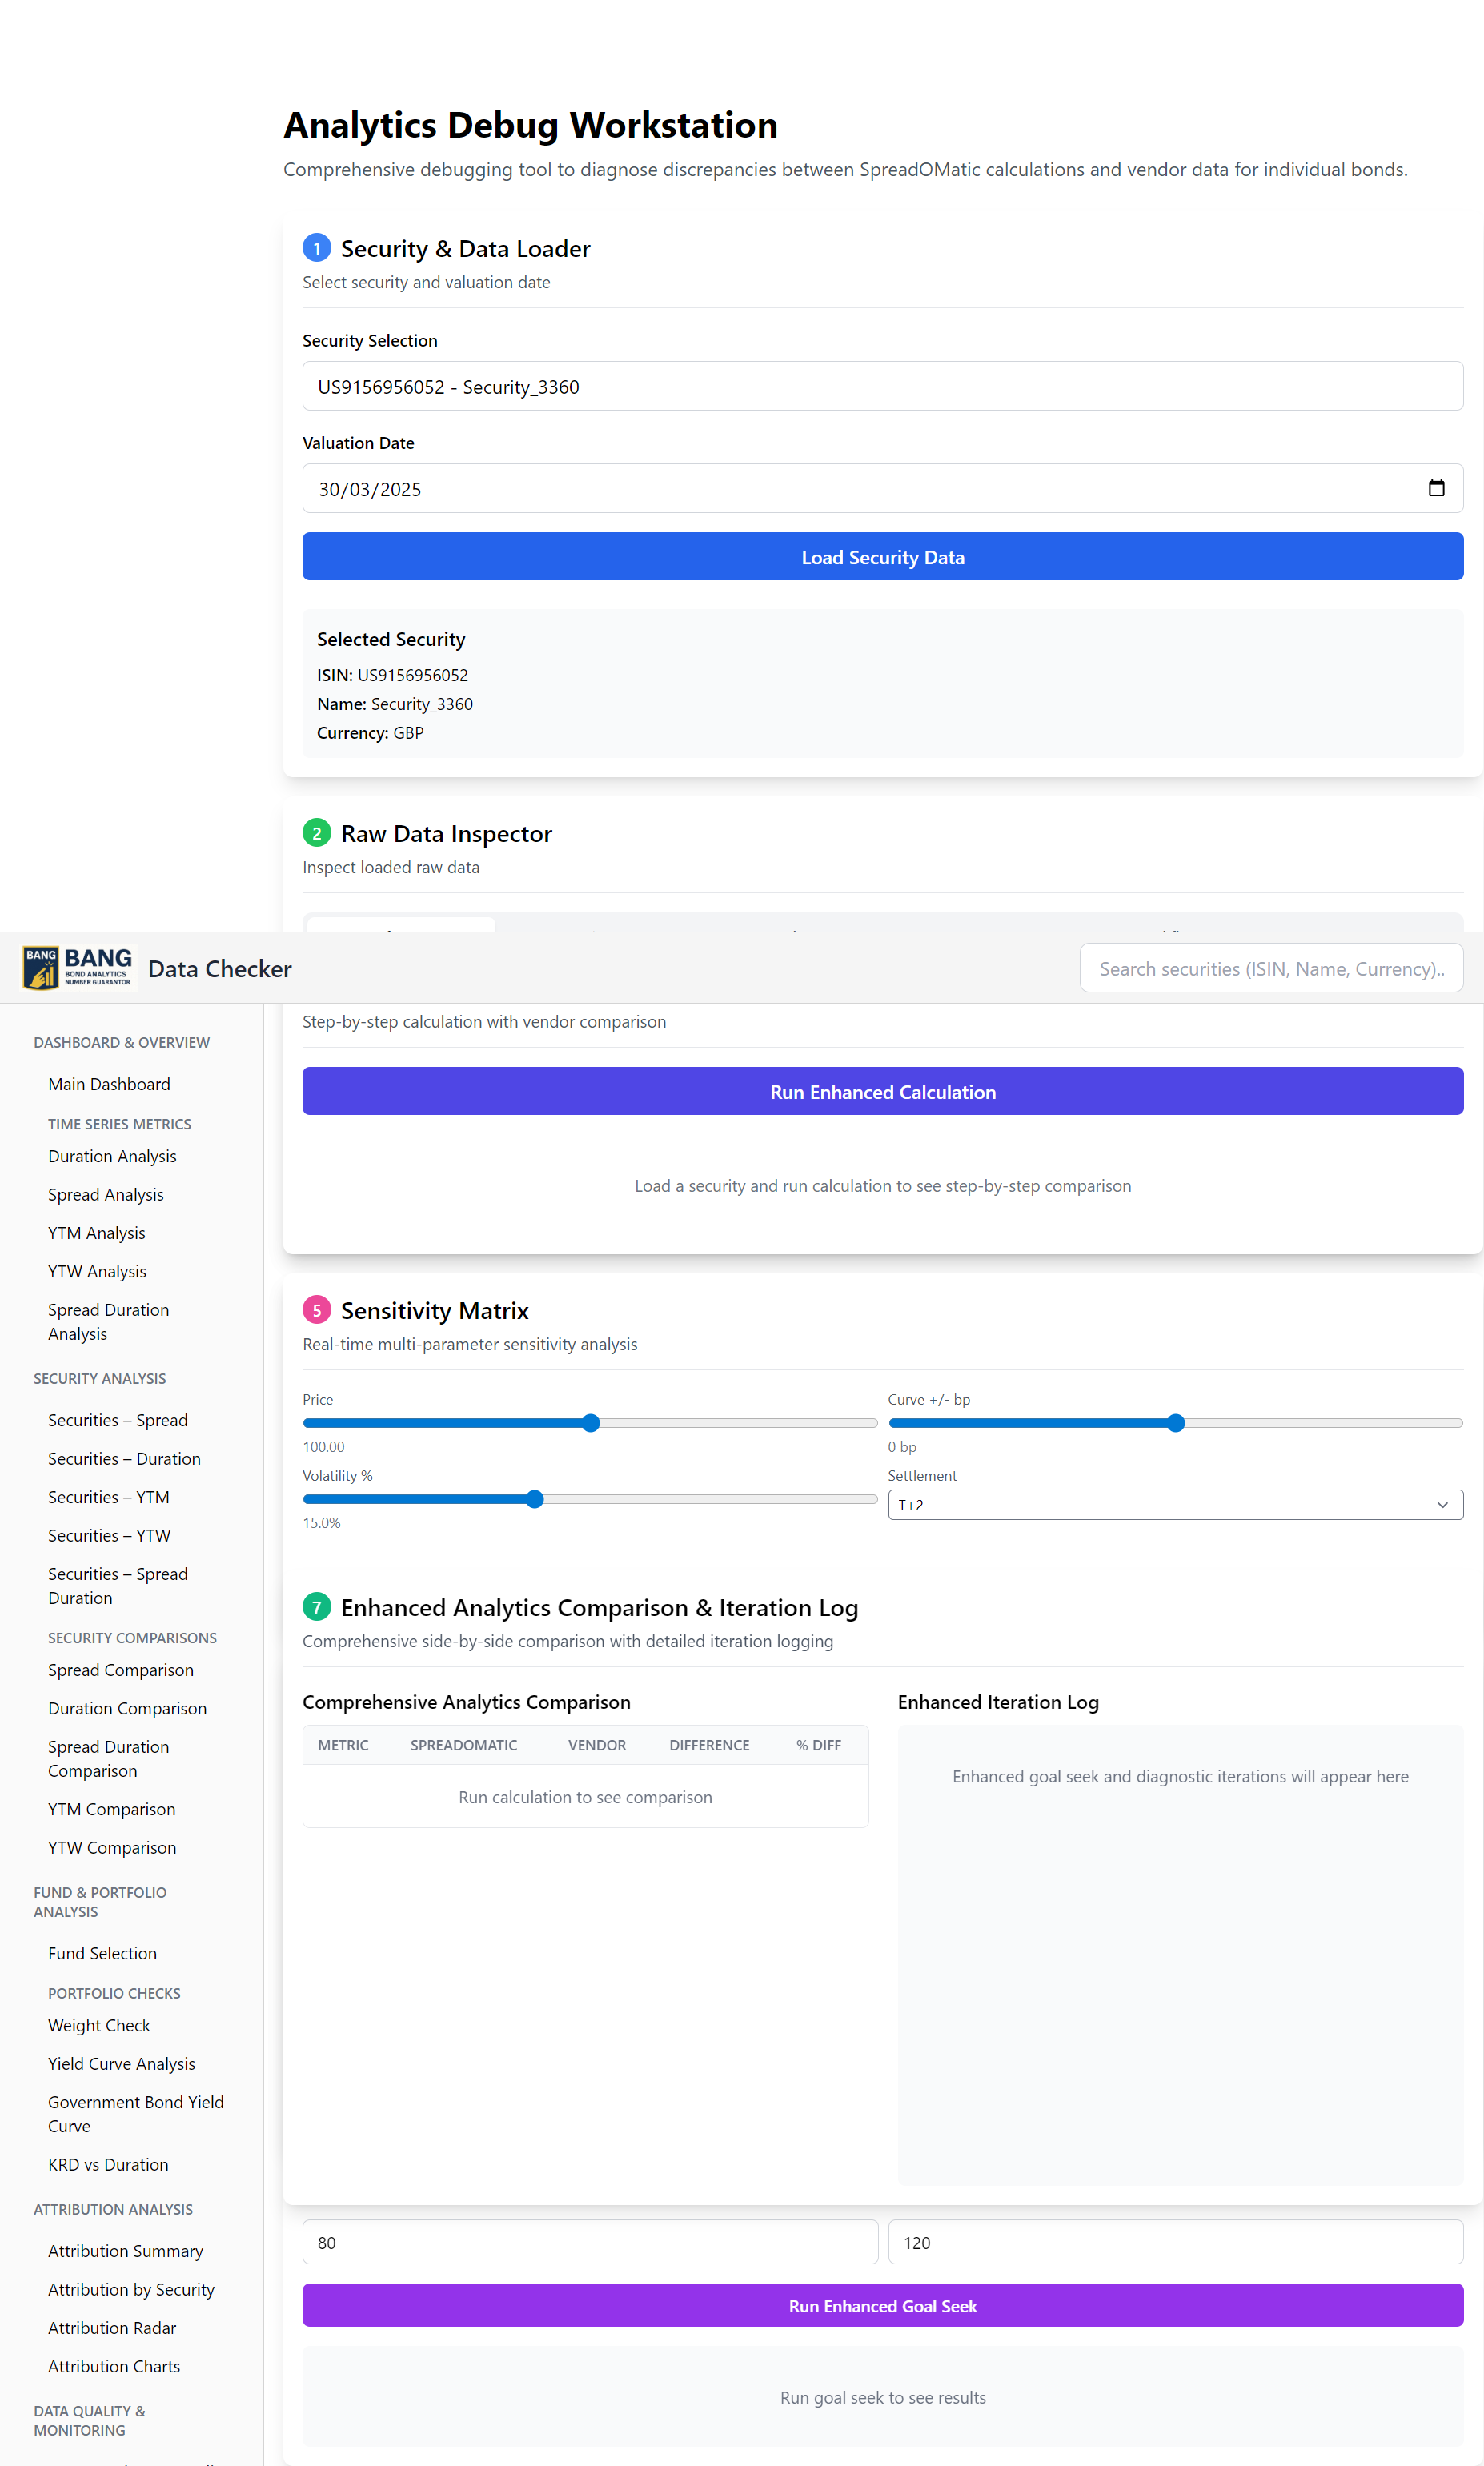 Analytics Debug Workstation
Comprehensive debugging tool to diagnose discrepancies between SpreadOMatic calculations and vendor data for individual bonds.
1 Security & Data Loader
Select security and valuation date
Security Selection
US9156956052 - Security_3360
Valuation Date
30/03/2025
Load Security Data
Selected Security
ISIN: US9156956052
Name: Security_3360
Currency: GBP
2 Raw Data Inspector
Inspect loaded raw data
BANG
BANG
BOND ANALYTICS
NUMBER GUARANTOR
Data Checker
Search securities (ISIN, Name, Currency)..
DASHBOARD & OVERVIEW
Main Dashboard
TIME SERIES METRICS
Duration Analysis
Spread Analysis
YTM Analysis
YTW Analysis
Spread Duration
Analysis
SECURITY ANALYSIS
Securities – Spread
Securities – Duration
Securities – YTM
Securities – YTW
Securities – Spread
Duration
SECURITY COMPARISONS
Spread Comparison
Duration Comparison
Spread Duration
Comparison
YTM Comparison
YTW Comparison
FUND & PORTFOLIO
ANALYSIS
Fund Selection
PORTFOLIO CHECKS
Weight Check
Yield Curve Analysis
Government Bond Yield
Curve
KRD vs Duration
ATTRIBUTION ANALYSIS
Attribution Summary
Attribution by Security
Attribution Radar
Attribution Charts
DATA QUALITY &
MONITORING
Step-by-step calculation with vendor comparison
Run Enhanced Calculation
Load a security and run calculation to see step-by-step comparison
5 Sensitivity Matrix
Real-time multi-parameter sensitivity analysis
Price
100.00
Curve +/- bp
0 bp
Volatility %
15.0%
Settlement
T+2
7 Enhanced Analytics Comparison & Iteration Log
Comprehensive side-by-side comparison with detailed iteration logging
Comprehensive Analytics Comparison
METRIC SPREADOMATIC VENDOR DIFFERENCE % DIFF
Run calculation to see comparison
Enhanced Iteration Log
Enhanced goal seek and diagnostic iterations will appear here
80
120
Run Enhanced Goal Seek
Run goal seek to see results